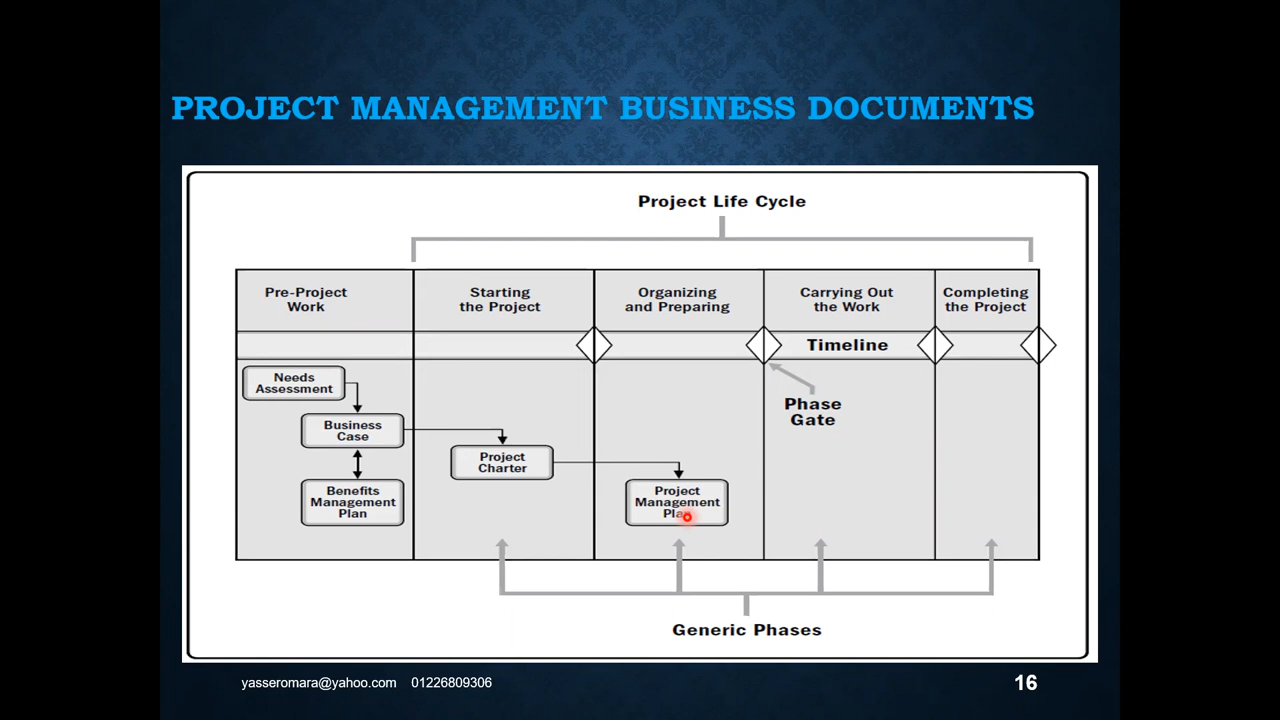 PROJECT MANAGEMENT BUSINESS DOCUMENTS
Project Life Cycle
Pre-Project
Work
Starting
the Project
Organizing
and Preparing
Carrying Out
the Work
Completing
the Project
Timeline
Needs
Assessment
Business
Case
Benefits
Management
Plan
Project
Charter
Project
Management
Plan
Phase
Gate
Generic Phases
yasseromara@yahoo.com 01226809306
16